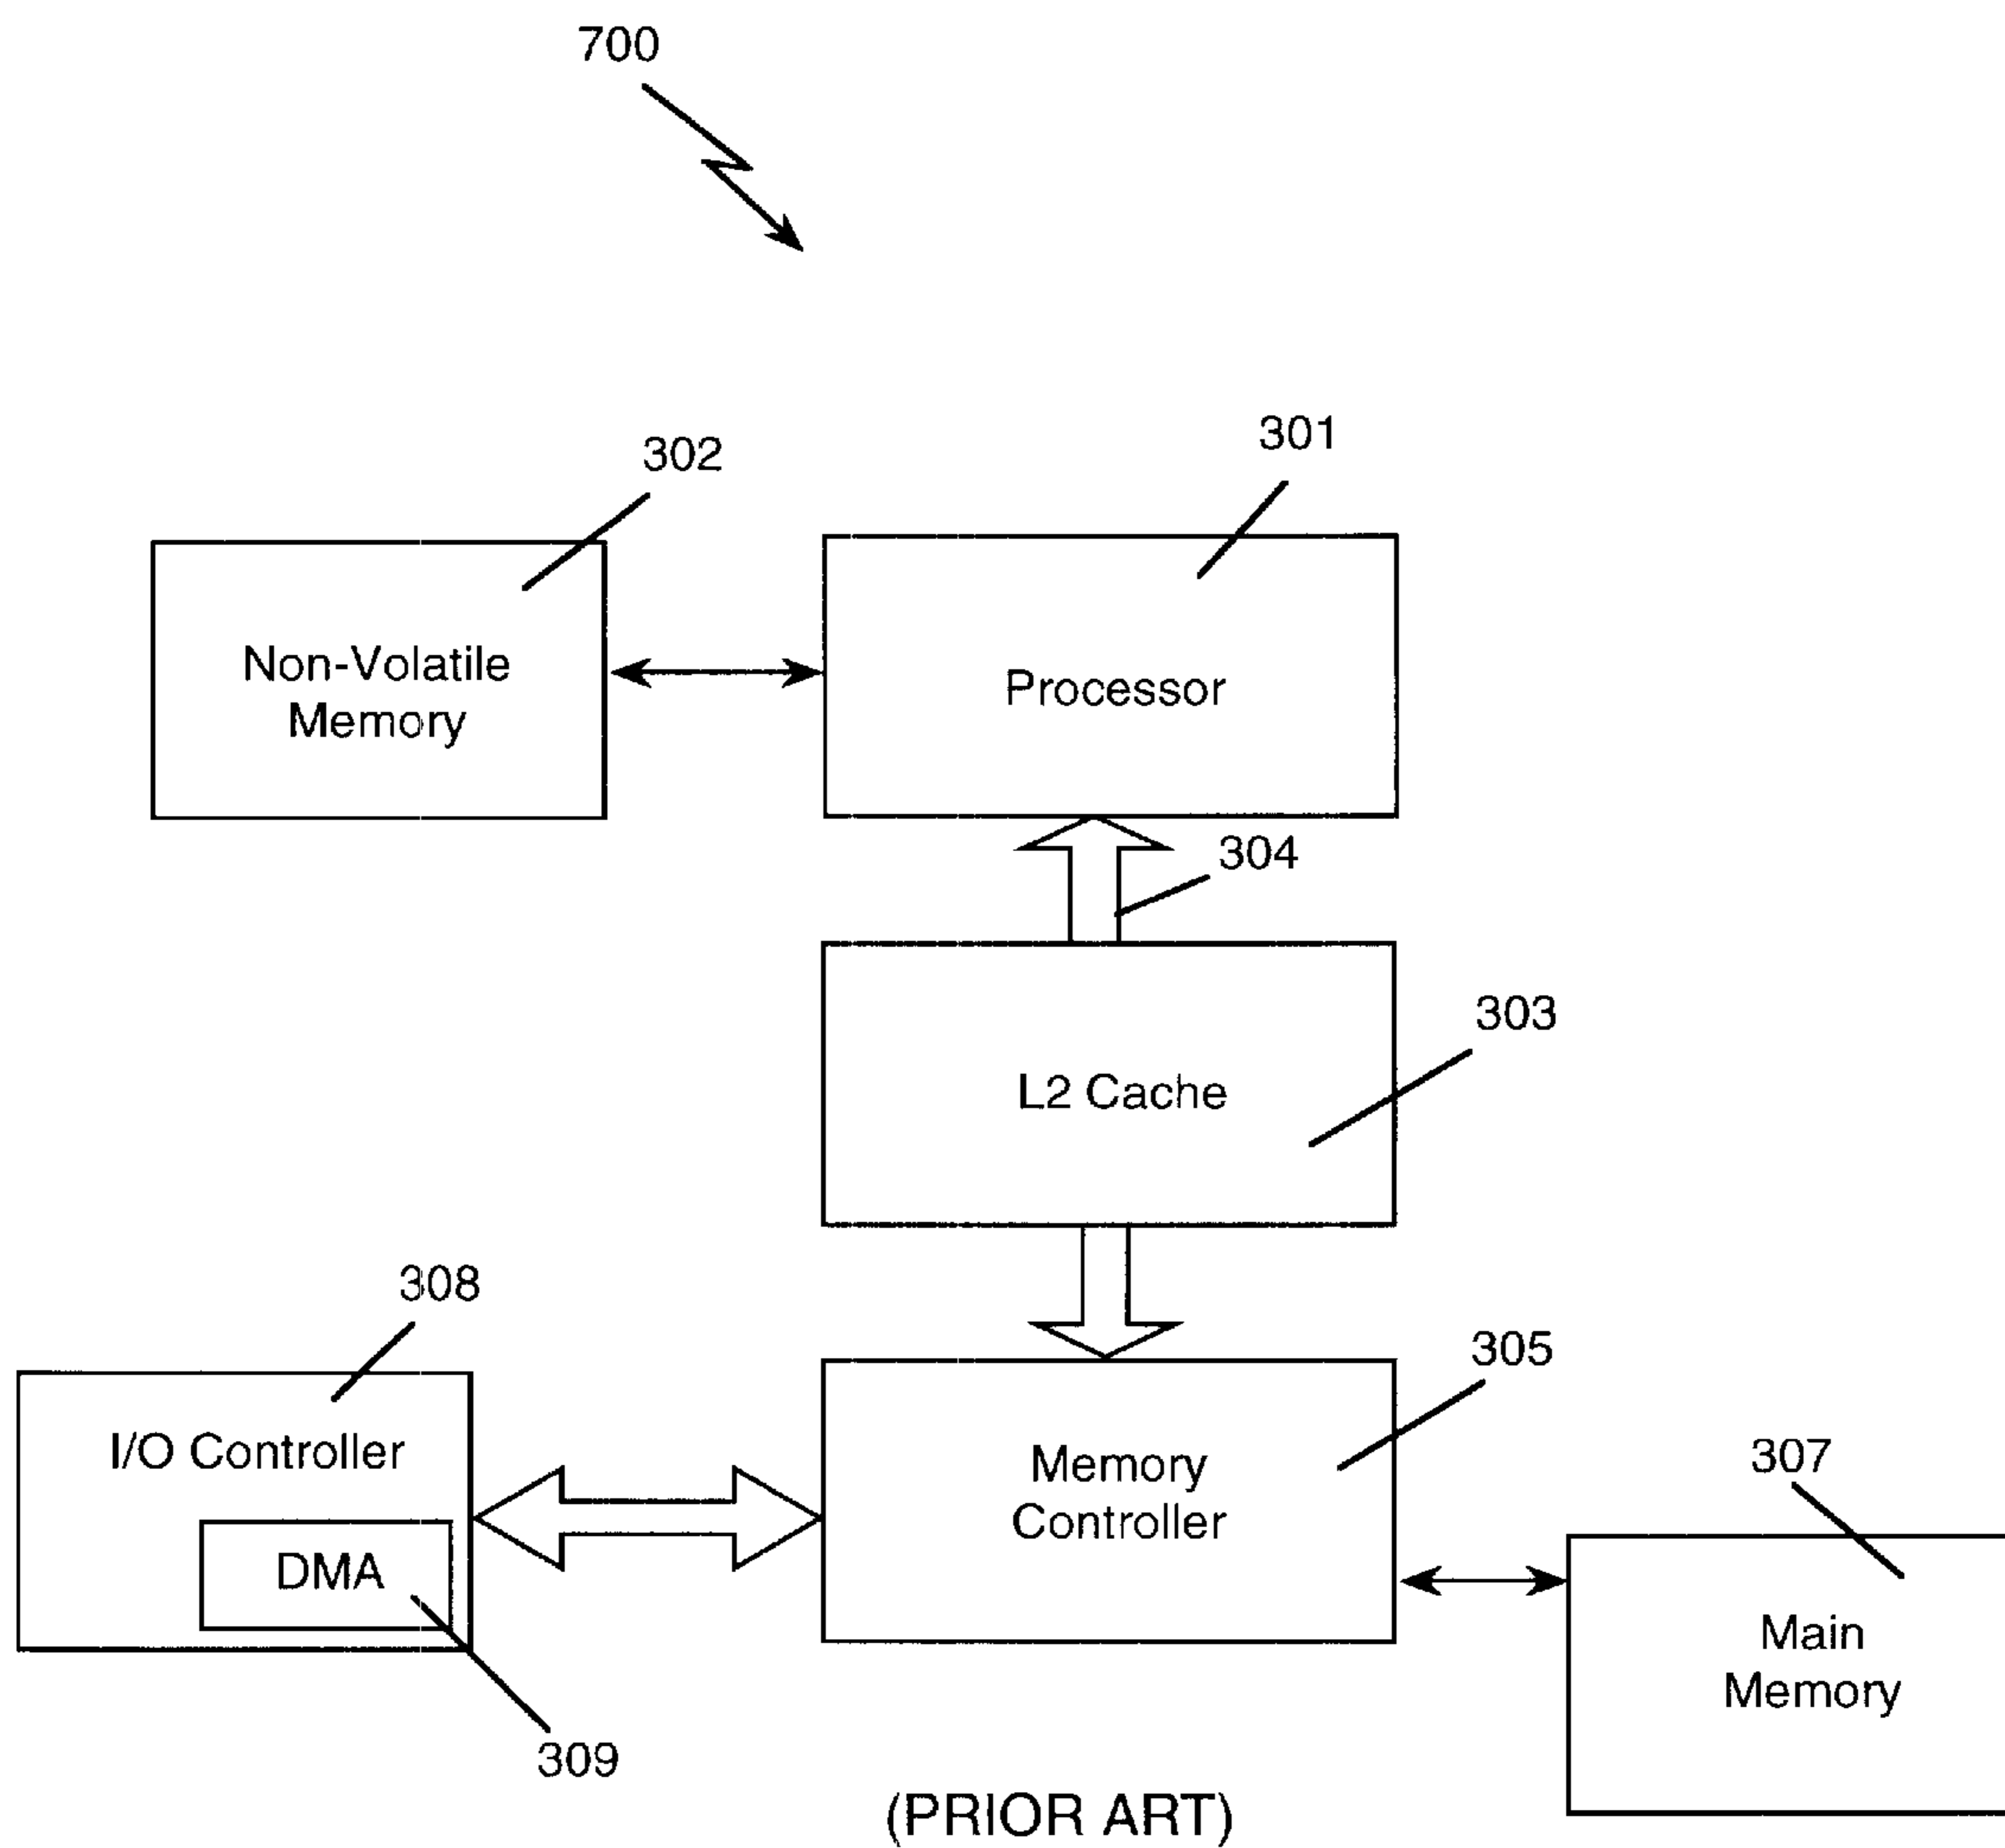 700
302
301
Non-Volatile
Memory
Processor
304
303
L2 Cache
308
305
I/O Controller
Memory
Controller
307
DMA
Main
Memory
309
(PRIOR ART)